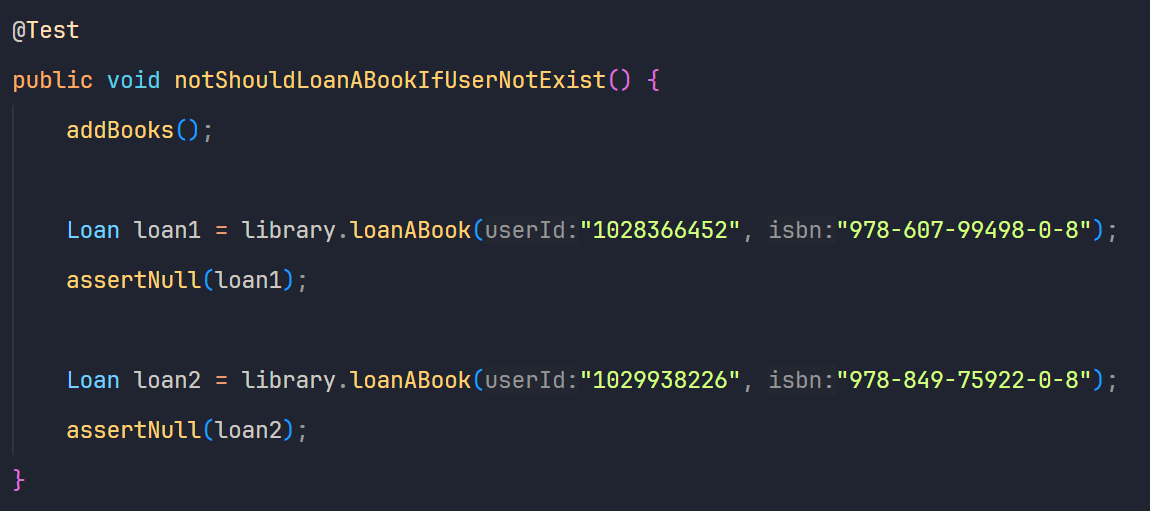 @Test
public void notShouldLoanABookIfUserNotExist() {
addBooks();
Loan loan1 = library.loanABook(userId:"1028366452", isbn:"978-607-99498-0-8");
assertNull(loan1);
Loan loan2 = library.loanABook(userId:"1029938226", isbn:"978-849-75922-0-8");
assertNull(loan2);
}